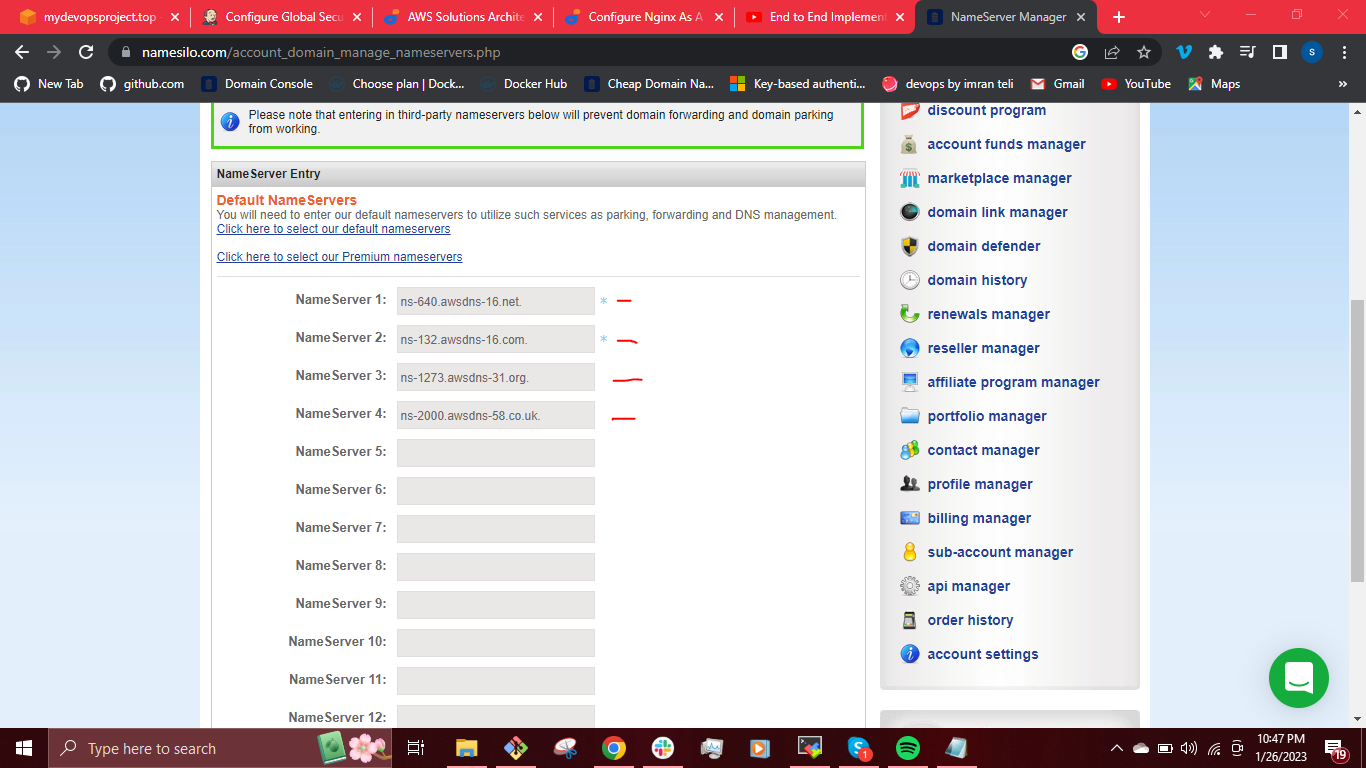 mydevopsproject.top
Configure Global Secu
AWS Solutions Archite
Configure Nginx As A
End to End Implement
NameServer Manager
namesilo.com/account_domain_manage_nameservers.php
S
New Tab
github.com
Domain Console
Choose plan | Dock...
Docker Hub
Cheap Domain Na...
Key-based authenti...
devops by imran teli
Gmail
YouTube
Maps
»
Please note that entering in third-party nameservers below will prevent domain forwarding and domain parking
from working.
NameServer Entry
Default NameServers
You will need to enter our default nameservers to utilize such services as parking, forwarding and DNS management.
Click here to select our default nameservers
Click here to select our Premium nameservers
NameServer 1: ns-640.awsdns-16.net. *
NameServer 2: ns-132.awsdns-16.com. *
NameServer 3: ns-1273.awsdns-31.org.
NameServer 4: ns-2000.awsdns-58.co.uk.
NameServer 5:
NameServer 6:
NameServer 7:
NameServer 8:
NameServer 9:
NameServer 10:
NameServer 11:
NameServer 12:
discount program
account funds manager
marketplace manager
domain link manager
domain defender
domain history
renewals manager
reseller manager
affiliate program manager
portfolio manager
contact manager
profile manager
billing manager
sub-account manager
api manager
order history
account settings
Type here to search
1
10:47 PM
1/26/2023
19